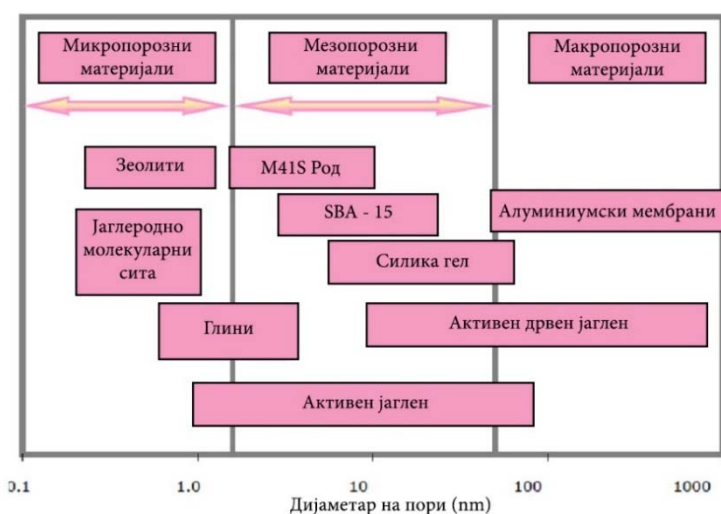 Микропорозни
материјали
Мезопорозни
материјали
Макропорозни
материјали
Зеолити
М41Ѕ Род
Јаглеродно
молекуларни
сита
SBA - 15
Алуминиумски мембрани
Силика гел
Глини
Активен дрвен јаглен
Активен јаглен
0.1
1.0
10
100
1000
Дијаметар на пори (nm)